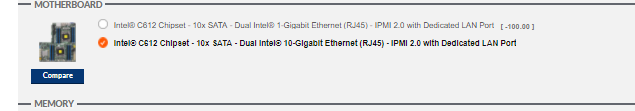 MOTHERBOARD
Intel® C612 Chipset - 10x SATA - Dual Intel® 1-Gigabit Ethernet (RJ45) - IPMI 2.0 with Dedicated LAN Port [ -100.00 ]
Intel® C612 Chipset - 10x SATA - Dual Intel® 10-Gigabit Ethernet (RJ45) - IPMI 2.0 with Dedicated LAN Port
Compare
MEMORY